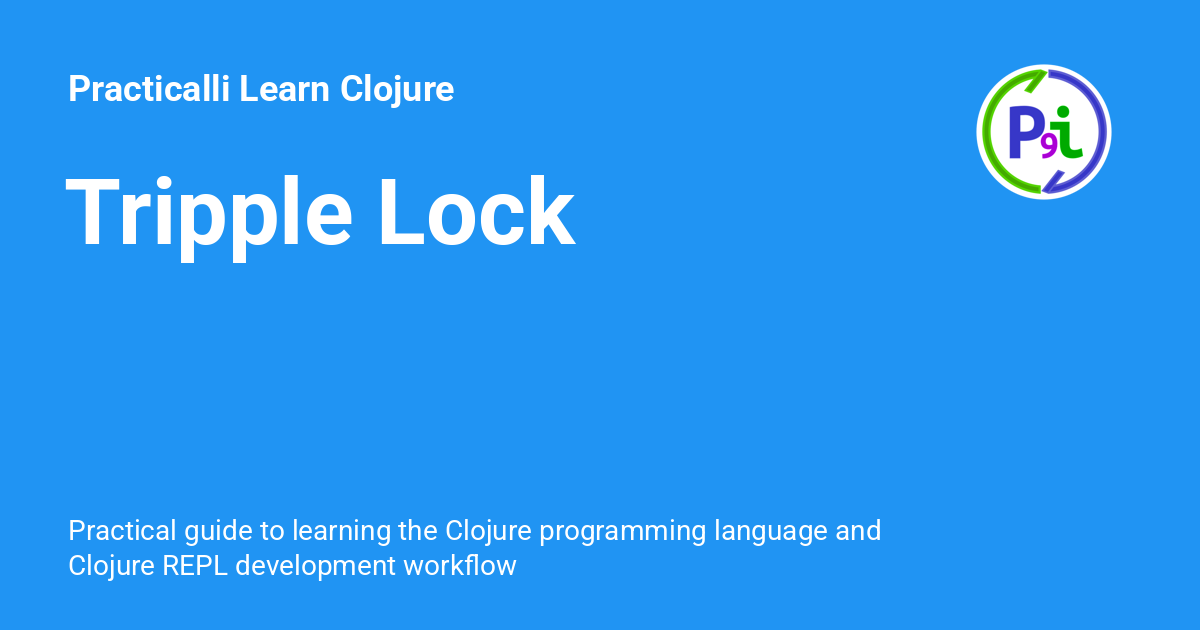 Practicalli Learn Clojure
P9i
Tripple Lock
Practical guide to learning the Clojure programming language and
Clojure REPL development workflow